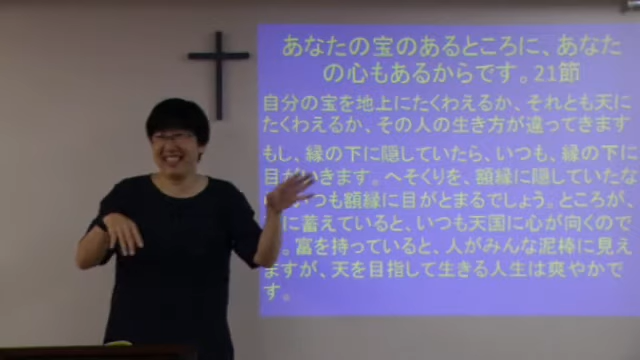 あなたの宝のあるところに、あなた
の心もあるからです。21節
自分の宝を地上にたくわえるか、それとも天に
たくわえるか、その人の生き方が違ってきます
もし、縁の下に隠していたら、いつも、縁の下に
目がいきます。へそくりを、額縁に隠していたな
いつも額縁に目がとまるでしょう。ところが、
に蓄えていると、いつも天国に心が向くので
。富を持っていると、人がみんな泥棒に見え
ますが、天を目指して生きる人生は爽やかで
す。